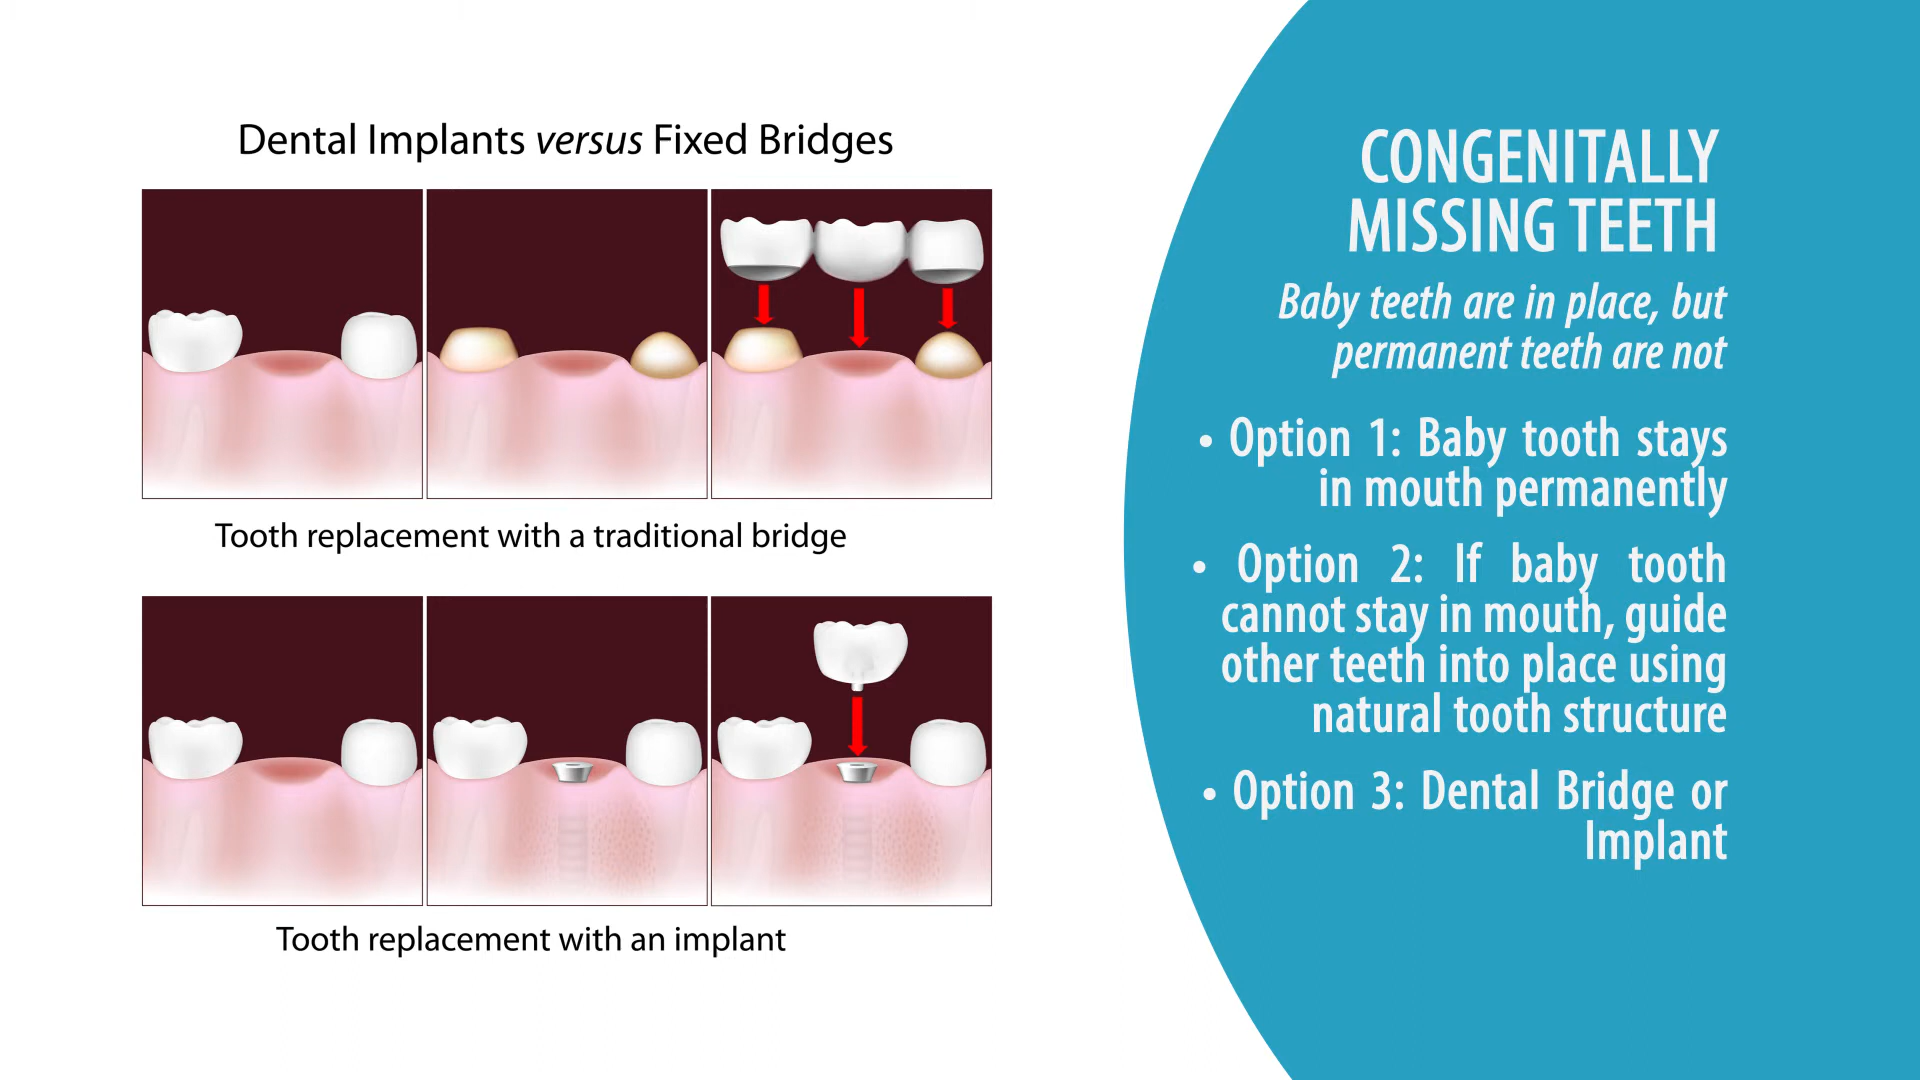 Dental Implants versus Fixed Bridges
Tooth replacement with a traditional bridge
Tooth replacement with an implant
CONGENITALLY
MISSING TEETH
Baby teeth are in place, but
permanent teeth are not
• Option 1: Baby tooth stays
in mouth permanently
• Option 2: If baby tooth
cannot stay in mouth, guide
other teeth into place using
natural tooth structure
• Option 3: Dental Bridge or
Implant